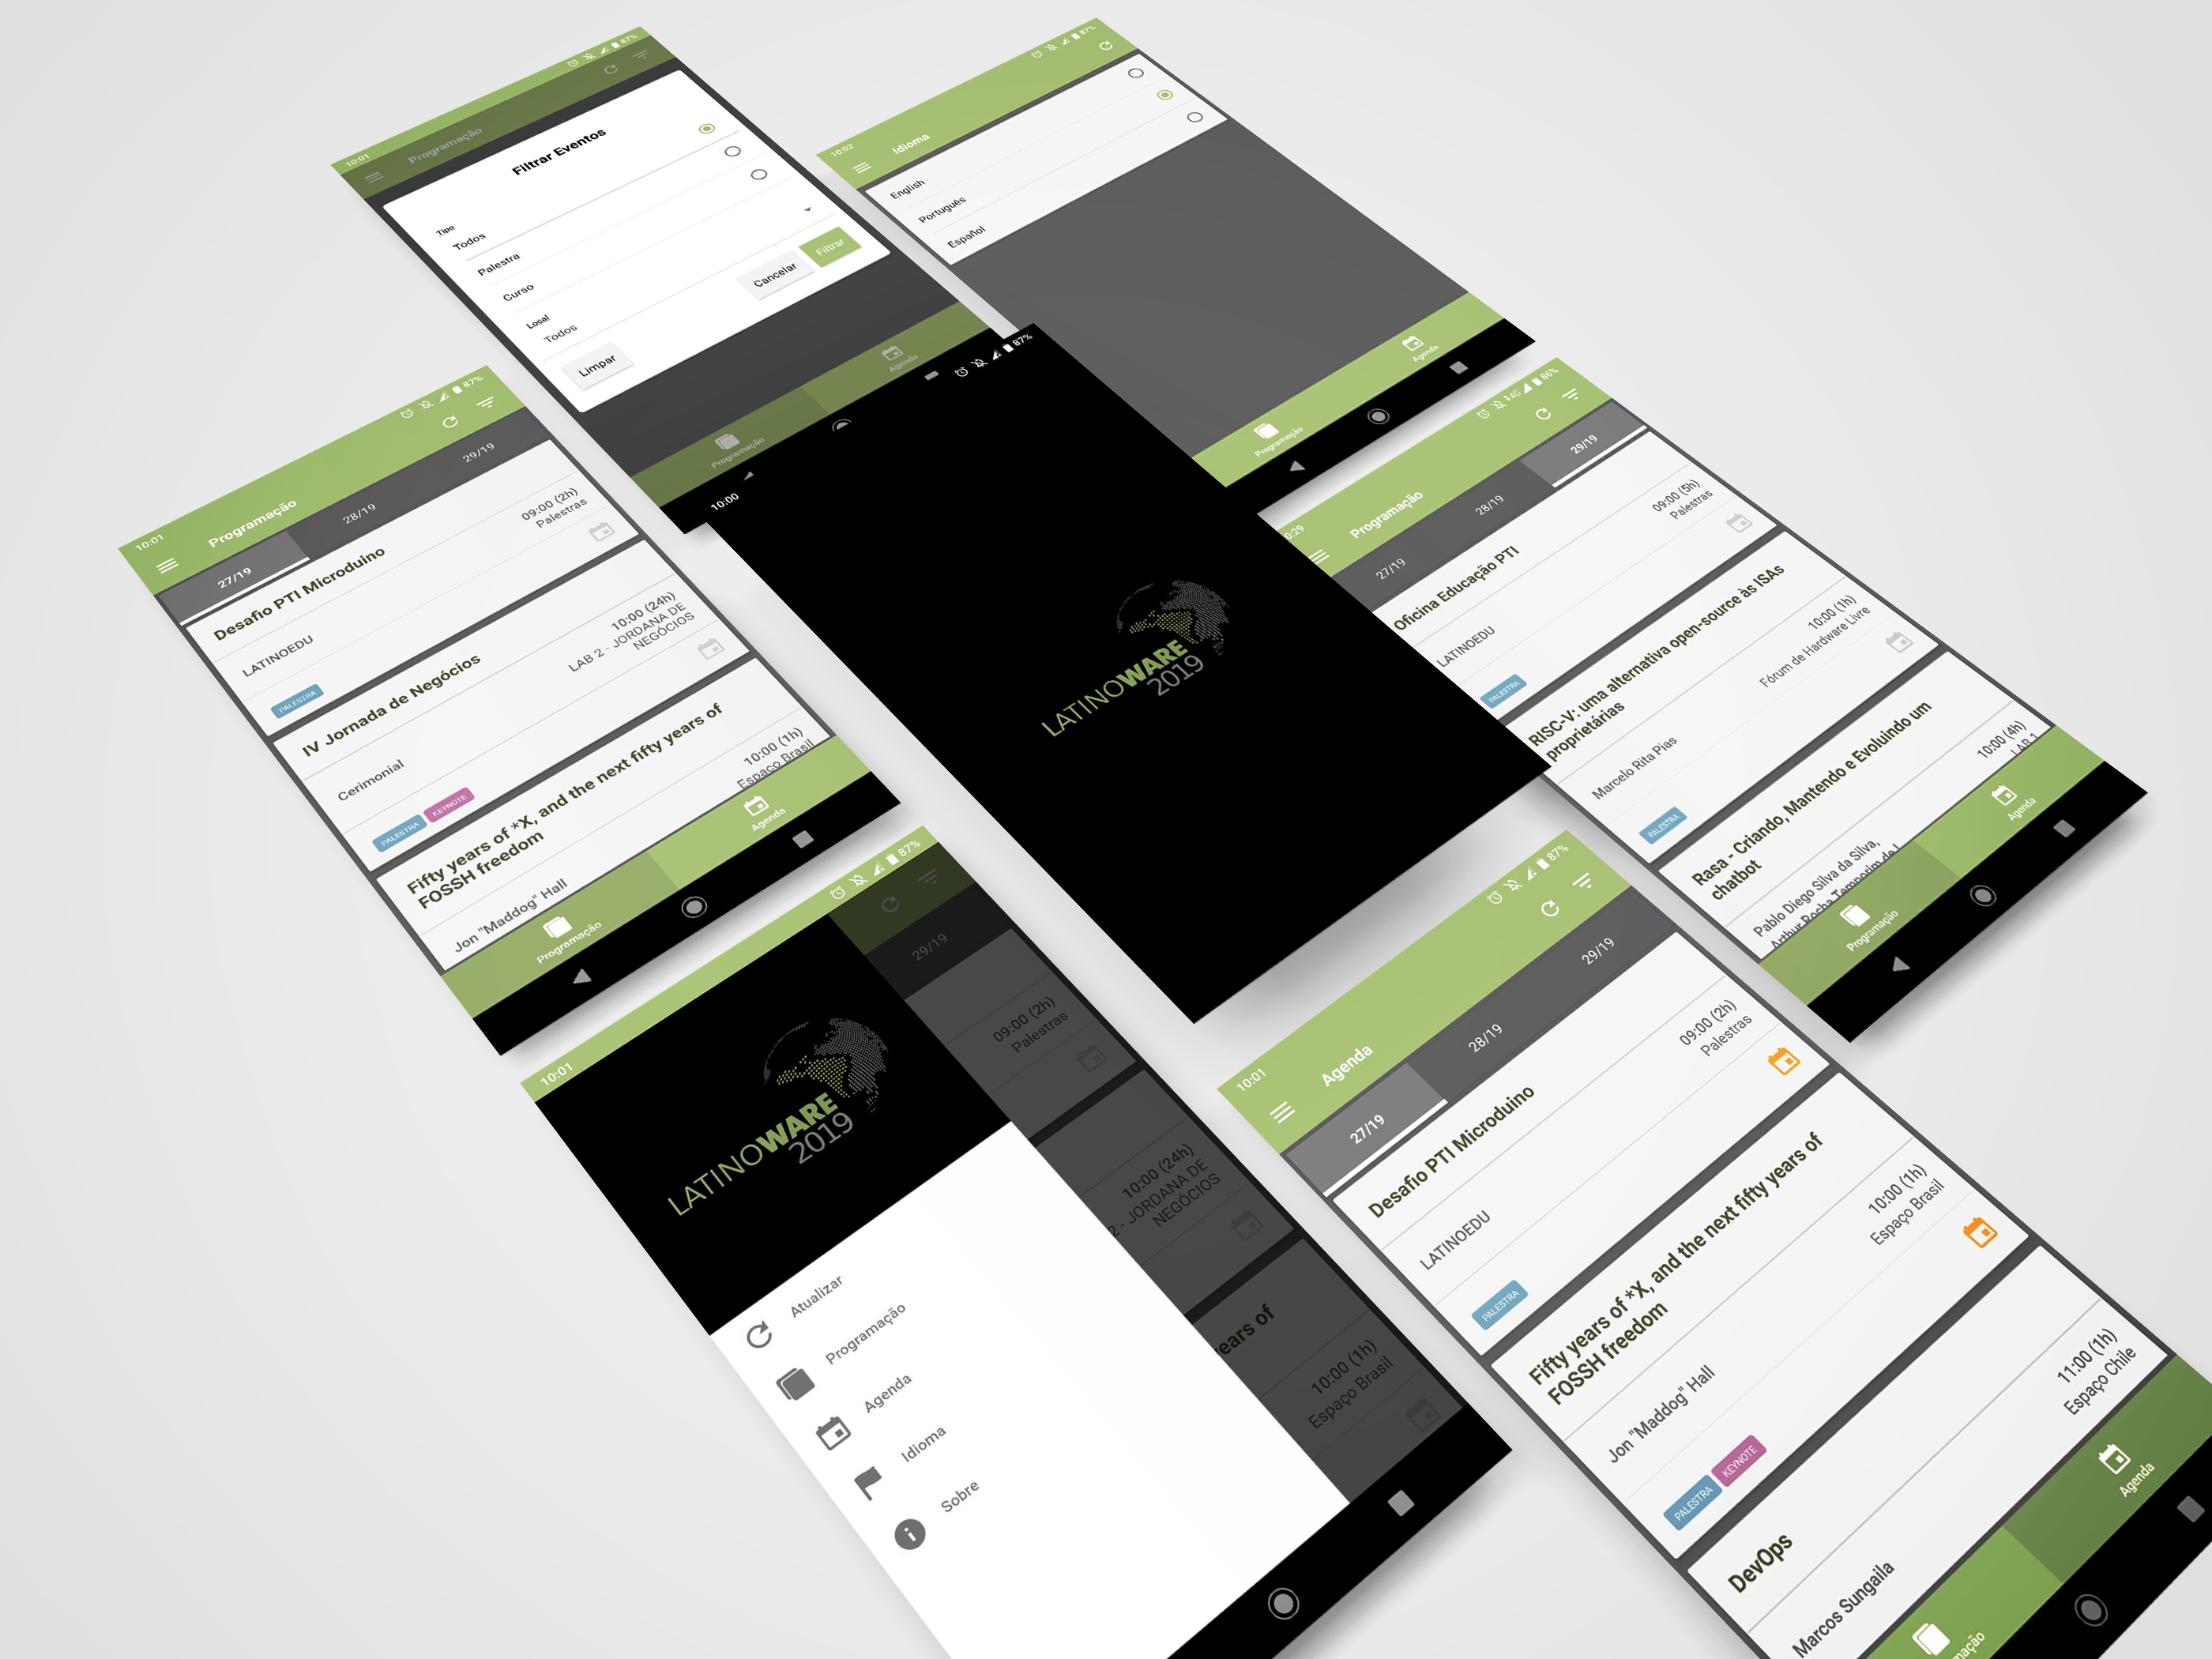 10:01
87%
Programação
Filtrar Eventos
Tipo
Todos
Palestra
Curso
Local
Todos
Limpar
Cancelar
Filtrar
Programação
Agenda
10:02
87%
Idioma
English
Português
Español
Programação
Agenda
10:01
87%
Programação
27/19
28/19
29/19
Desafio PTI Microduino
09:00 (2h)
LATINOEDU
Palestras
PALESTRA
IV Jornada de Negócios
10:00 (24h)
Cerimonial
LAB 2 - JORDANA DE
NEGÓCIOS
PALESTRA
KEYNOTE
Fifty years of *X, and the next fifty years of
FOSSH freedom
10:00 (1h)
Jon "Maddog" Hall
Espaço Brasil
Programação
Agenda
10:00
87%
LATINOWARE
2019
0:29
4G
86%
Programação
27/19
28/19
29/19
Oficina Educação PTI
09:00 (5h)
LATINOEDU
Palestras
PALESTRA
RISC-V: uma alternativa open-source às ISAs
proprietárias
10:00 (1h)
Marcelo Rita Pias
Fórum de Hardware Livre
PALESTRA
Rasa - Criando, Mantendo e Evoluindo um
chatbot
10:00 (4h)
Pablo Diego Silva da Silva,
LAB 1
Arthur Rocha Temporim de L
Programação
Agenda
10:01
87%
LATINOWARE
2019
Atualizar
Programação
Agenda
Idioma
Sobre
29/19
09:00 (2h)
Palestras
10:00 (24h)
2 - JORDANA DE
NEGÓCIOS
ears of
10:00 (1h)
Espaço Brasil
10:01
87%
Agenda
27/19
28/19
29/19
Desafio PTI Microduino
09:00 (2h)
LATINOEDU
Palestras
PALESTRA
Fifty years of *X, and the next fifty years of
FOSSH freedom
10:00 (1h)
Jon "Maddog" Hall
Espaço Brasil
PALESTRA
KEYNOTE
DevOps
11:00 (1h)
Marcos Sungaila
Espaço Chile
mação
Agenda